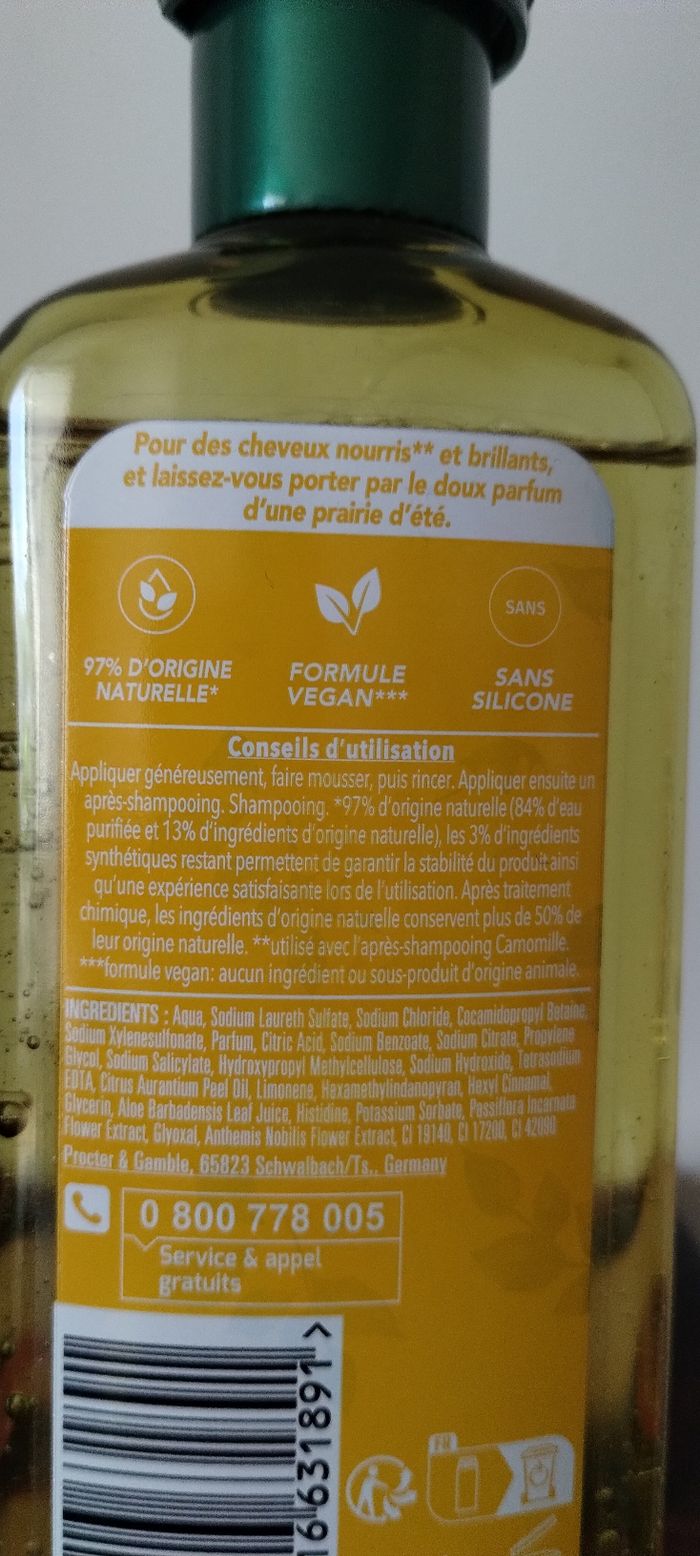 Pour des cheveux nourris** et brillants,
et laissez-vous porter par le doux parfum
d'une prairie d'été.
97% D'ORIGINE
NATURELLE*
FORMULE
VEGAN***
SANS
SANS
SILICONE
Conseils d'utilisation
Appliquer généreusement, faire mousser, puis rincer. Appliquer ensuite un
après-shampooing. Shampooing. *97% d'origine naturelle (84% d'eau
purifiée et 13% d'ingrédients d'origine naturelle), les 3% d'ingrédients
synthétiques restant permettent de garantir la stabilité du produit ainsi
qu'une expérience satisfaisante lors de l'utilisation. Après traitement
chimique, les ingrédients d'origine naturelle conservent plus de 50% de
leur origine naturelle. **utilisé avec l'après-shampooing Camomille.
***formule vegan: aucun ingrédient ou sous-produit d'origine animale.
INGREDIENTS : Aqua, Sodium Laureth Sulfate, Sodium Chloride, Cocamidopropyl Betaine,
Sodium Xylenesulfonate, Parfum, Citric Acid, Sodium Benzoate, Sodium Citrate, Propylene
Glycol, Sodium Salicylate, Hydroxypropyl Methylcellulose, Sodium Hydroxide, Tetrasodium
EDTA, Citrus Aurantium Peel Oil, Limonene, Hexamethylindanopyran, Hexyl Cinnamal,
Glycerin, Aloe Barbadensis Leaf Juice, Histidine, Potassium Sorbate, Passiflora Incarnata
Flower Extract, Glyoxal, Anthemis Nobilis Flower Extract, CI 19140, CI 17200, CI 42090
Procter & Gamble, 65823 Schwalbach/Ts., Germany
0 800 778 005
Service & appel
gratuits
16631891 >
FR